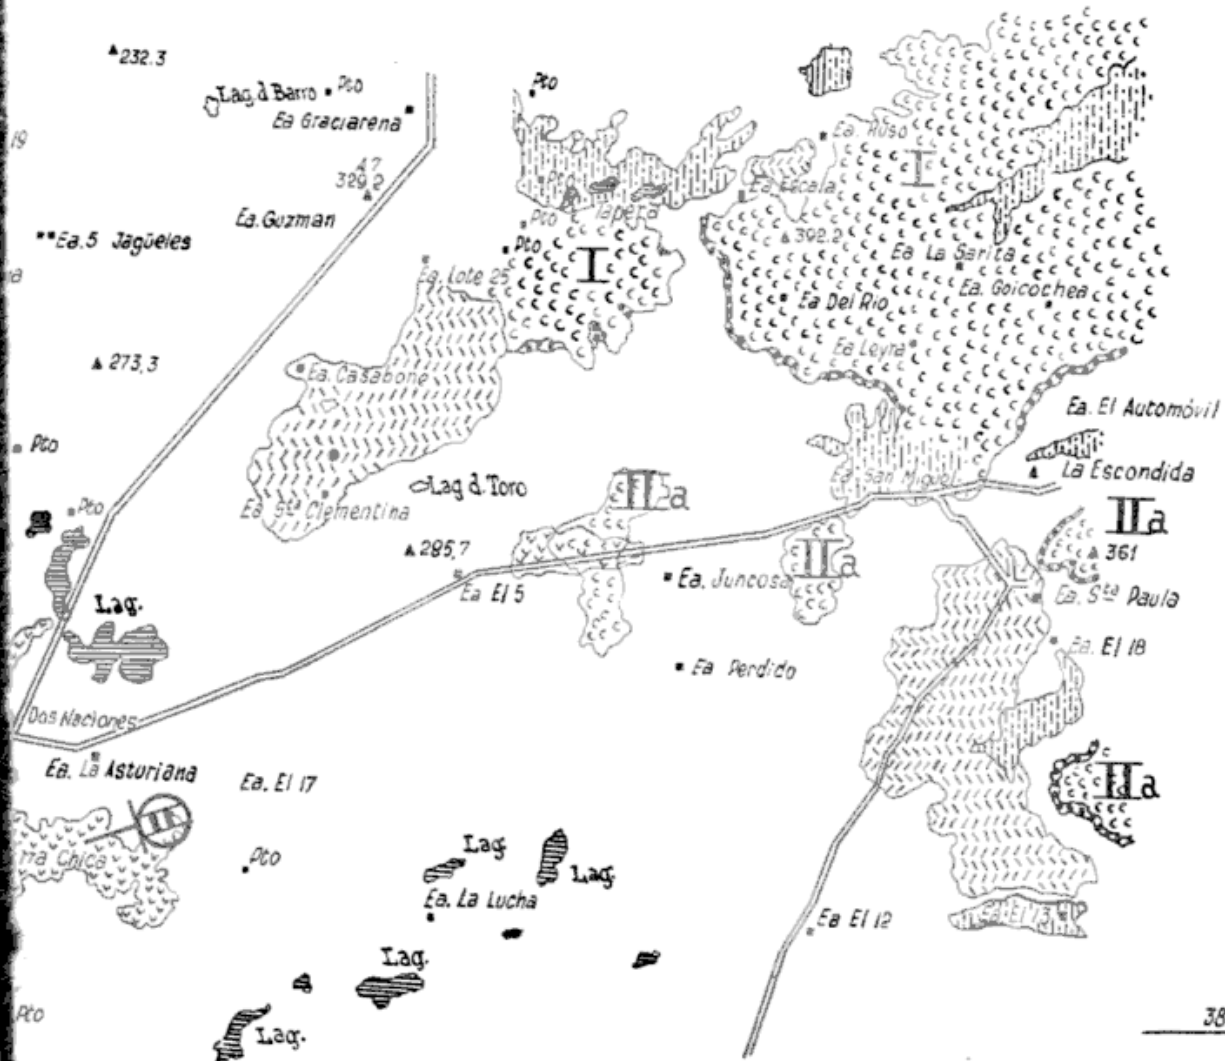 232.3
Lag. d Barro
Pto
Ea Graciarena
Pto
19
A7
329.2
Ea. Ruso
I
Pto
Ea Escala
Ea. Guzman
Pto
Tapera
392.2
Ea. 5 Jagüeles
Pto
I
Ea La Sarita
Ea. Lote 25
Ea. Goicochea
Ea Del Rio
Ea Leyra
273,3
Ea. Casabone
Ea. El Automóvil
Pto
La Escondida
Ea San Miguel
Lag d. Toro
IIa
Pto
Ea Sta Clementina
IIa
285,7
IIa
361
Ea. Juncosa
Ea El 5
Ea. Sta Paula
Lag.
Ea. El 18
Ea Perdido
Dos Naciones
Ea. La Asturiana
Ea. El 17
IIa
Pto
Lag.
Lag.
Ea. La Lucha
Ea El 12
Ea El 13
Lag.
Pto
Lag.
38